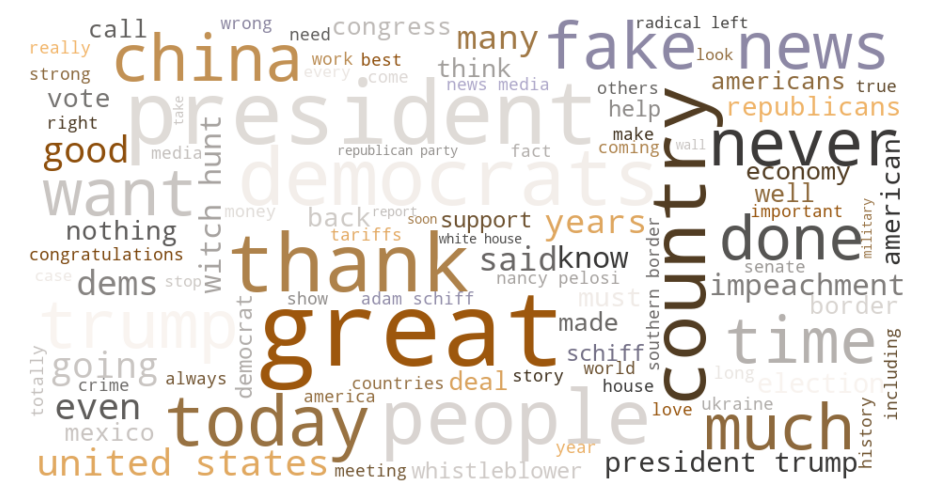 wrong
need
congress
radical left
call
really
china
many
fake news
work
best
look
strong
every
come
think
news media
americans
true
vote
president
take
others
help
republicans
right
good
media
republican party
fact
make
coming
wall
never
want
witch hunt
democrats
country
economy
american
well
money
back
report
soon
support
years
important
military
nothing
congratulations
tariffs
thank
white house
said
know
southern border
done
senate
case
dems
stop
nancy pelosi
impeachment
show
adam schiff
must
border
trump
great
made
time
democrat
schiff
totally
going
crime
always
countries
deal
story
world
house
long
election
including
america
even
today
people
love
ukraine
much
history
mexico
year
united states
meeting
whistleblower
president trump